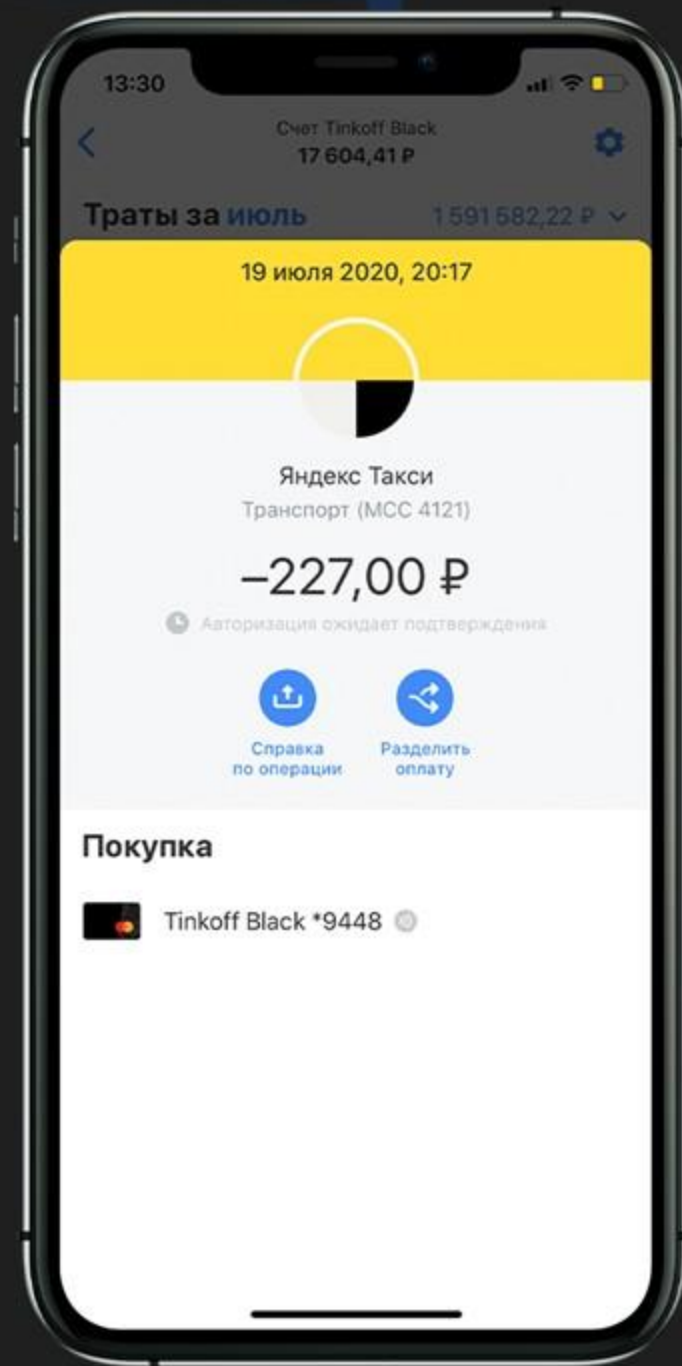 13:30
Счет Tinkoff Black
17 604,41 ₽
Траты за июль
1 591 582,22 ₽
19 июля 2020, 20:17
Яндекс Такси
Транспорт (MCC 4121)
–227,00 ₽
Авторизация ожидает подтверждения
Справка
по операции
Разделить
оплату
Покупка
Tinkoff Black *9448